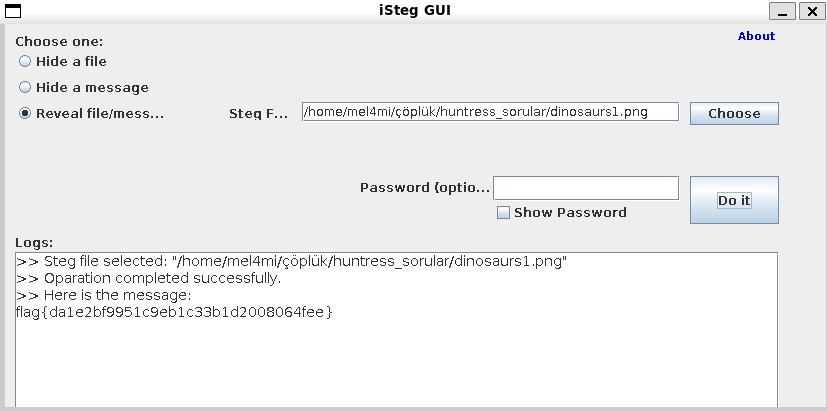 iSteg GUI
Choose one:
About
Hide a file
Hide a message
Reveal file/mess...
Steg F...
/home/mel4mi/çöplük/huntress_sorular/dinosaurs1.png
Choose
Password (optio...
Do it
Show Password
Logs:
>> Steg file selected: "/home/mel4mi/çöplük/huntress_sorular/dinosaurs1.png"
>> Oparation completed successfully.
>> Here is the message:
flag{da1e2bf9951c9eb1c33b1d2008064fee}